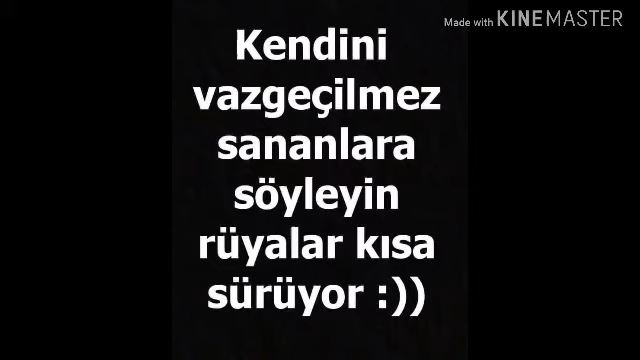 Made with KINEMASTER
Kendini
vazgeçilmez
sananlara
söyleyin
rüyalar kısa
sürüyor :))